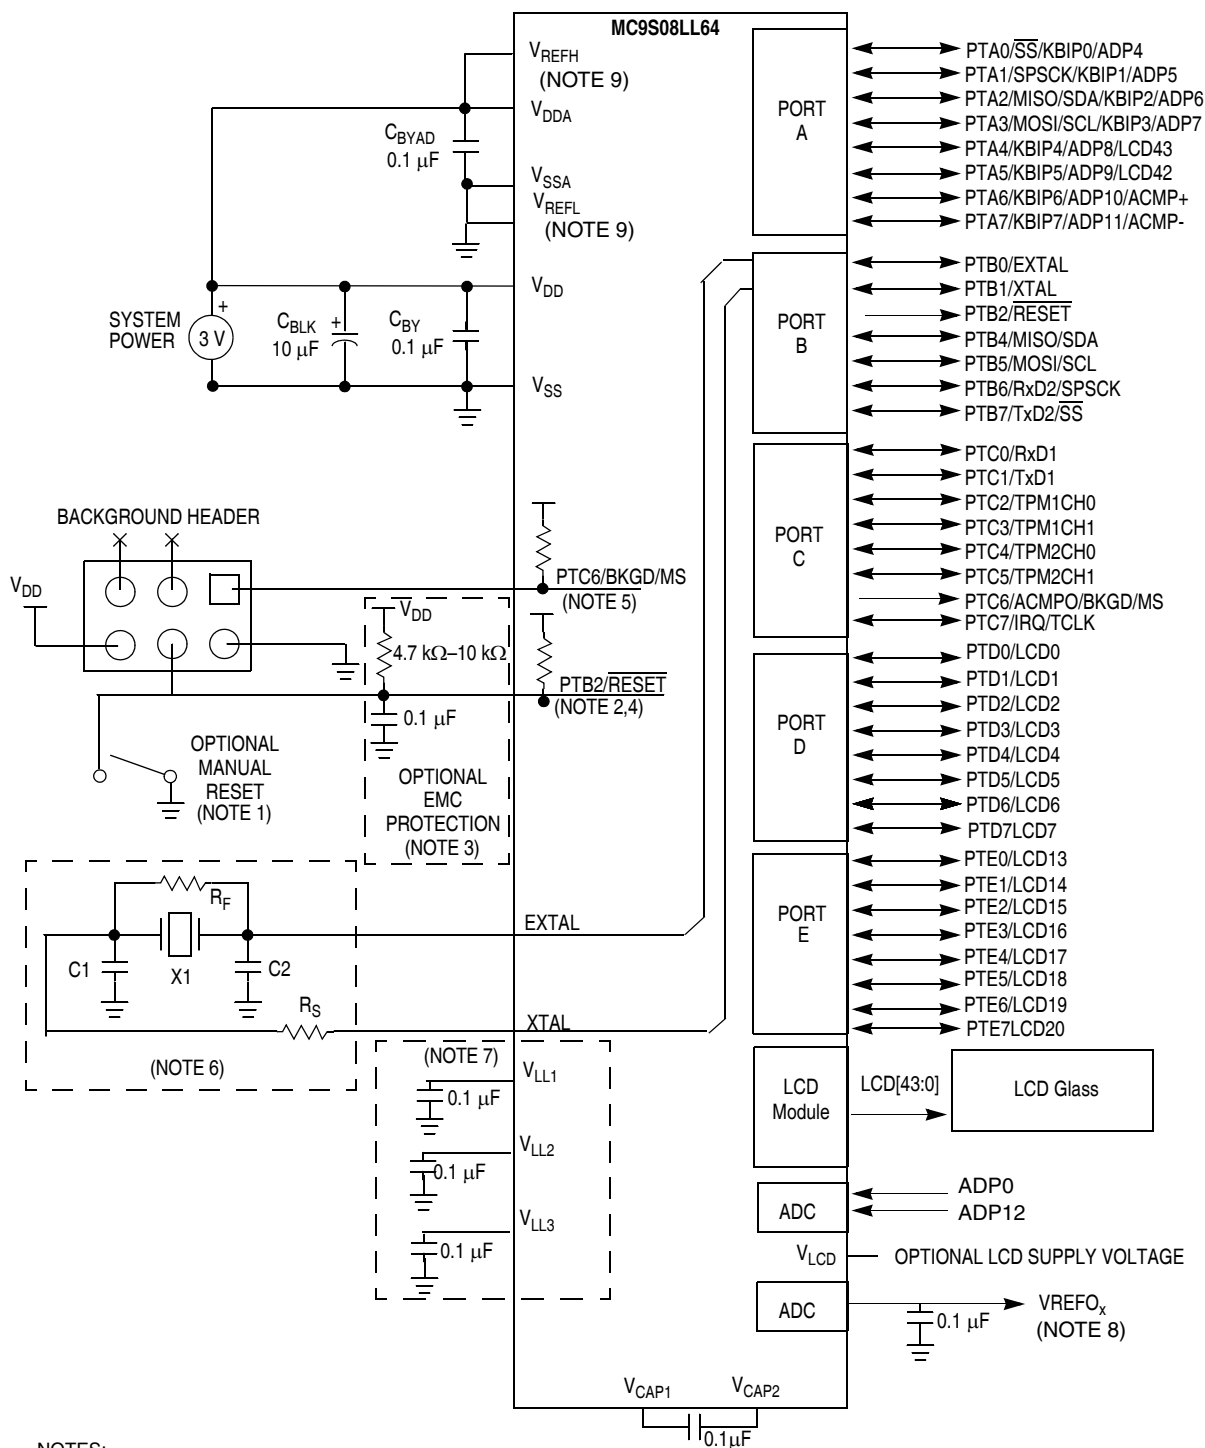 MC9S08LL64
VREFH
(NOTE 9)
VDDA
CBYAD
0.1 µF
VSSA
VREFL
(NOTE 9)
VDD
SYSTEM
POWER
+
3 V
CBLK
10 µF
+
CBY
0.1 µF
VSS
BACKGROUND HEADER
VDD
PTC6/BKGD/MS
(NOTE 5)
VDD
4.7 kΩ–10 kΩ
PTB2/RESET
(NOTE 2,4)
0.1 µF
OPTIONAL
MANUAL
RESET
(NOTE 1)
OPTIONAL
EMC
PROTECTION
(NOTE 3)
RF
C1
X1
C2
RS
(NOTE 6)
EXTAL
XTAL
(NOTE 7)
VLL1
0.1 µF
VLL2
0.1 µF
VLL3
0.1 µF
PORT
A
PTA0/SS/KBIP0/ADP4
PTA1/SPSCK/KBIP1/ADP5
PTA2/MISO/SDA/KBIP2/ADP6
PTA3/MOSI/SCL/KBIP3/ADP7
PTA4/KBIP4/ADP8/LCD43
PTA5/KBIP5/ADP9/LCD42
PTA6/KBIP6/ADP10/ACMP+
PTA7/KBIP7/ADP11/ACMP-
PORT
B
PTB0/EXTAL
PTB1/XTAL
PTB2/RESET
PTB4/MISO/SDA
PTB5/MOSI/SCL
PTB6/RxD2/SPSCK
PTB7/TxD2/SS
PORT
C
PTC0/RxD1
PTC1/TxD1
PTC2/TPM1CH0
PTC3/TPM1CH1
PTC4/TPM2CH0
PTC5/TPM2CH1
PTC6/ACMPO/BKGD/MS
PTC7/IRQ/TCLK
PORT
D
PTD0/LCD0
PTD1/LCD1
PTD2/LCD2
PTD3/LCD3
PTD4/LCD4
PTD5/LCD5
PTD6/LCD6
PTD7LCD7
PORT
E
PTE0/LCD13
PTE1/LCD14
PTE2/LCD15
PTE3/LCD16
PTE4/LCD17
PTE5/LCD18
PTE6/LCD19
PTE7LCD20
LCD
Module
LCD[43:0]
LCD Glass
ADC
ADP0
ADP12
VLCD
OPTIONAL LCD SUPPLY VOLTAGE
ADC
VREFOx
0.1 µF
(NOTE 8)
VCAP1
VCAP2
0.1µF
NOTES: